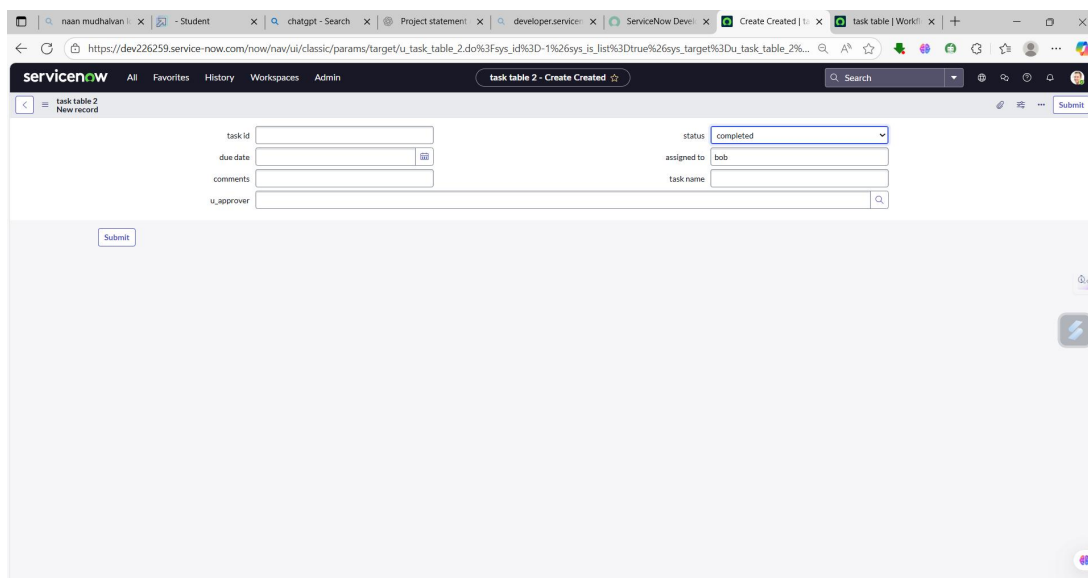 naan mudhalvan l
- Student
chatgpt - Search
Project statement
developer.servicen
ServiceNow Devel
Create Created | ta
task table | Workfl
https://dev226259.service-now.com/now/nav/ui/classic/params/target/u_task_table_2.do%3Fsys_id%3D-1%26sys_is_list%3Dtrue%26sys_target%3Du_task_table_2%...
servicenow All Favorites History Workspaces Admin task table 2 - Create Created Search
task table 2
New record
Submit
task id status completed
due date assigned to bob
comments task name
u_approver
Submit